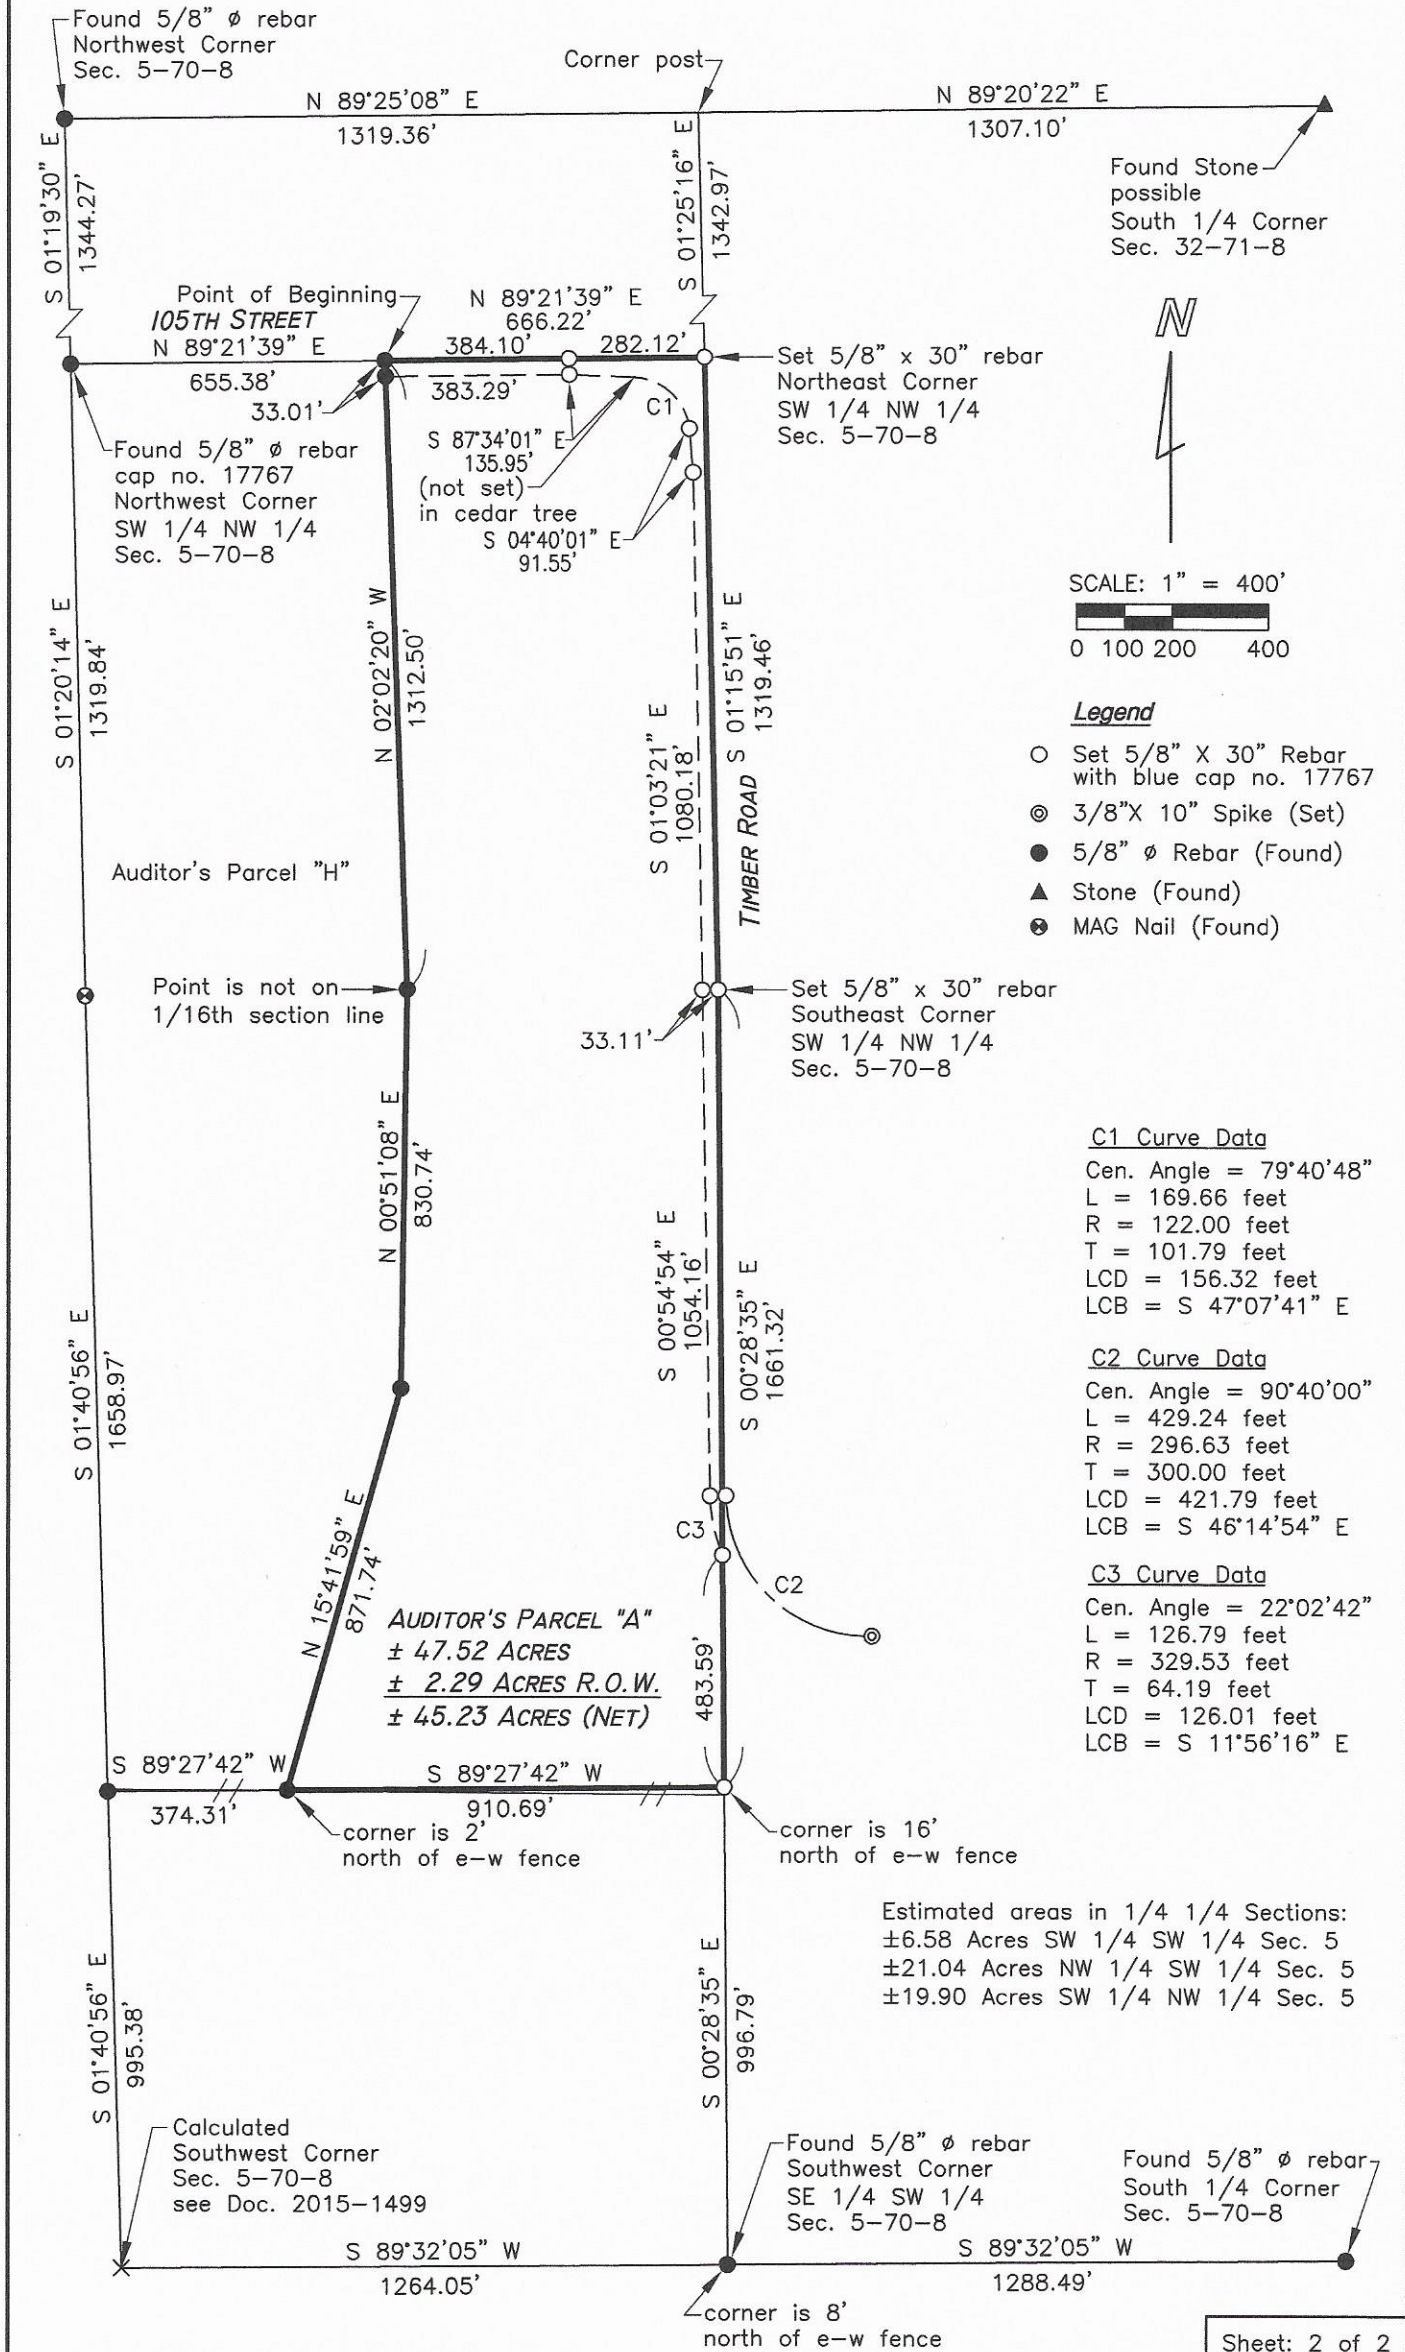 Found 5/8" ø rebar
Northwest Corner
Sec. 5-70-8
Corner post
N 89°25'08" E
1319.36'
N 89°20'22" E
1307.10'
Found Stone
possible
South 1/4 Corner
Sec. 32-71-8
S 01°19'30" E
1344.27'
S 01°25'16" E
1342.97'
N
Point of Beginning
105TH STREET
N 89°21'39" E
655.38'
N 89°21'39" E
666.22'
384.10'
282.12'
33.01'
383.29'
C1
S 87°34'01" E
135.95'
(not set)
in cedar tree
S 04°40'01" E
91.55'
Set 5/8" x 30" rebar
Northeast Corner
SW 1/4 NW 1/4
Sec. 5-70-8
Found 5/8" ø rebar
cap no. 17767
Northwest Corner
SW 1/4 NW 1/4
Sec. 5-70-8
SCALE: 1" = 400'
0 100 200 400
Legend
Set 5/8" X 30" Rebar
with blue cap no. 17767
3/8"X 10" Spike (Set)
5/8" ø Rebar (Found)
Stone (Found)
MAG Nail (Found)
S 01°20'14" E
1319.84'
N 02°02'20" W
1312.50'
S 01°03'21" E
1080.18'
S 01°15'51" E
1319.46'
TIMBER ROAD
Auditor's Parcel "H"
Point is not on
1/16th section line
33.11'
Set 5/8" x 30" rebar
Southeast Corner
SW 1/4 NW 1/4
Sec. 5-70-8
N 00°51'08" E
830.74'
S 00°54'54" E
1054.16'
S 00°28'35" E
1661.32'
S 01°40'56" E
1658.97'
C1 Curve Data
Cen. Angle = 79°40'48"
L = 169.66 feet
R = 122.00 feet
T = 101.79 feet
LCD = 156.32 feet
LCB = S 47°07'41" E
C2 Curve Data
Cen. Angle = 90°40'00"
L = 429.24 feet
R = 296.63 feet
T = 300.00 feet
LCD = 421.79 feet
LCB = S 46°14'54" E
C3 Curve Data
Cen. Angle = 22°02'42"
L = 126.79 feet
R = 329.53 feet
T = 64.19 feet
LCD = 126.01 feet
LCB = S 11°56'16" E
C3
C2
N 15°41'59" E
871.74'
AUDITOR'S PARCEL "A"
± 47.52 ACRES
± 2.29 ACRES R.O.W.
± 45.23 ACRES (NET)
483.59'
S 89°27'42" W
374.31'
S 89°27'42" W
910.69'
corner is 2'
north of e-w fence
corner is 16'
north of e-w fence
Estimated areas in 1/4 1/4 Sections:
±6.58 Acres SW 1/4 SW 1/4 Sec. 5
±21.04 Acres NW 1/4 SW 1/4 Sec. 5
±19.90 Acres SW 1/4 NW 1/4 Sec. 5
S 01°40'56" E
995.38'
S 00°28'35" E
996.79'
Calculated
Southwest Corner
Sec. 5-70-8
see Doc. 2015-1499
Found 5/8" ø rebar
Southwest Corner
SE 1/4 SW 1/4
Sec. 5-70-8
Found 5/8" ø rebar
South 1/4 Corner
Sec. 5-70-8
S 89°32'05" W
1264.05'
S 89°32'05" W
1288.49'
corner is 8'
north of e-w fence
Sheet: 2 of 2